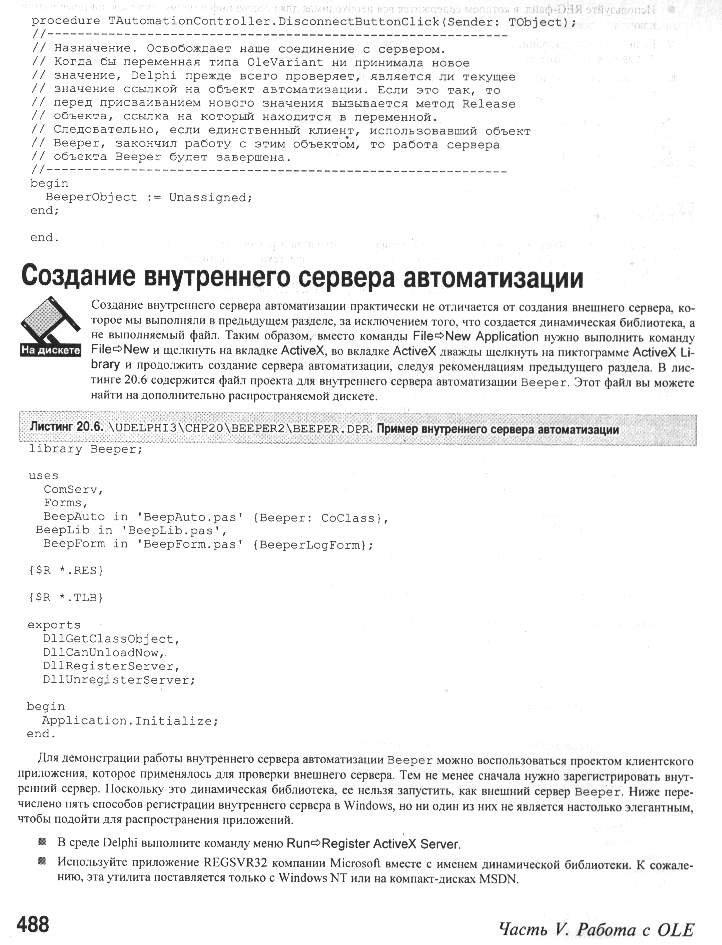 procedure TAutomationController.DisconnectButtonClick(Sender: TObject);
//------------------------------------------------------------
// Назначение. Освобождает наше соединение с сервером.
// Когда бы переменная типа OleVariant ни принимала новое
// значение, Delphi прежде всего проверяет, является ли текущее
// значение ссылкой на объект автоматизации. Если это так, то
// перед присваиванием нового значения вызывается метод Release
// объекта, ссылка на который находится в переменной.
// Следовательно, если единственный клиент, использовавший объект
// Beeper, закончил работу с этим объектом, то работа сервера
// объекта Beeper будет завершена.
//------------------------------------------------------------
begin
BeeperObject := Unassigned;
end;
end.
Создание внутреннего сервера автоматизации
На дискете
Создание внутреннего сервера автоматизации практически не отличается от создания внешнего сервера, ко-
торое мы выполняли в предыдущем разделе, за исключением того, что создается динамическая библиотека, а
не выполняемый файл. Таким образом, вместо команды File⇨New Application нужно выполнить команду
File⇨New и щелкнуть на вкладке ActiveX, во вкладке ActiveX дважды щелкнуть на пиктограмме ActiveX Li-
brary и продолжить создание сервера автоматизации, следуя рекомендациям предыдущего раздела. В лис-
тинге 20.6 содержится файл проекта для внутреннего сервера автоматизации Beeper. Этот файл вы можете
найти на дополнительно распространяемой дискете.
Листинг 20.6. \UDELPHI3\CHP20\BEEPER2\BEEPER.DPR. Пример внутреннего сервера автоматизации
library Beeper;
uses
ComServ,
Forms,
BeepAuto in 'BeepAuto.pas' {Beeper: CoClass},
BeepLib in 'BeepLib.pas',
BeepForm in 'BeepForm.pas' {BeeperLogForm};
{$R *.RES}
{$R *.TLB}
exports
DllGetClassObject,
DllCanUnloadNow,
DllRegisterServer,
DllUnregisterServer;
begin
Application.Initialize;
end.
Для демонстрации работы внутреннего сервера автоматизации Beeper можно воспользоваться проектом клиентского
приложения, которое применялось для проверки внешнего сервера. Тем не менее сначала нужно зарегистрировать внут-
ренний сервер. Поскольку это динамическая библиотека, ее нельзя запустить, как внешний сервер Beeper. Ниже пере-
числено пять способов регистрации внутреннего сервера в Windows, но ни один из них не является настолько элегантным,
чтобы подойти для распространения приложений.
В среде Delphi выполните команду меню Run⇨Register ActiveX Server.
Используйте приложение REGSVR32 компании Microsoft вместе с именем динамической библиотеки. К сожале-
нию, эта утилита поставляется только с Windows NT или на компакт-дисках MSDN.
488
Часть V. Работа с OLE